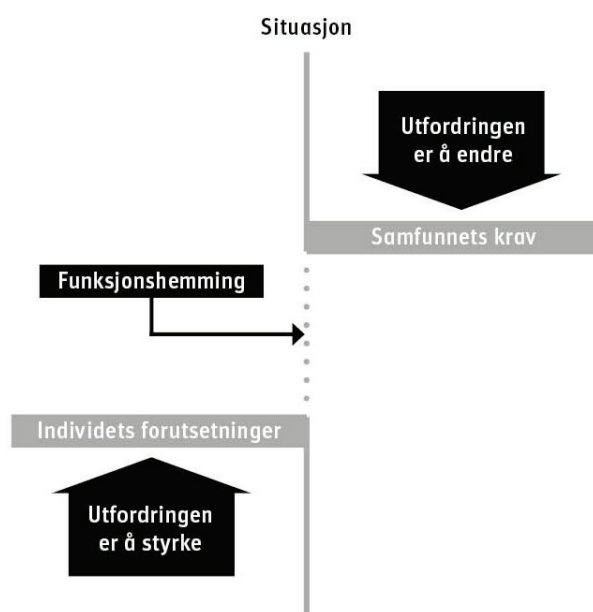 Situasjon
Utfordringen
er å endre
Samfunnets krav
Funksjonshemming
Individets forutsetninger
Utfordringen
er å styrke